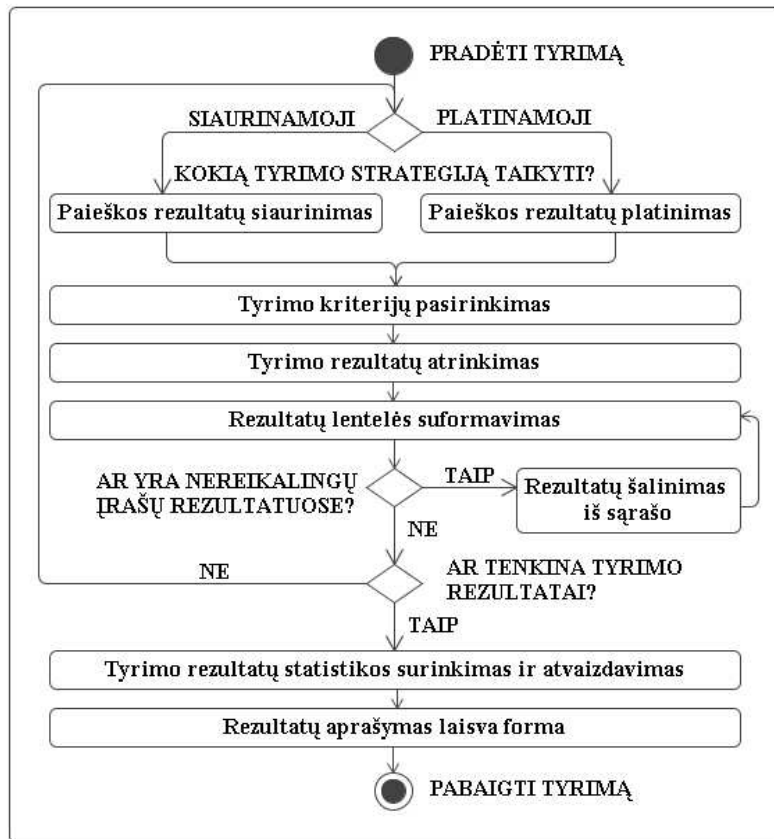 PRADĖTI TYRIMĄ
SIAURINAMOJI
PLATINAMOJI
KOKIĄ TYRIMO STRATEGIJĄ TAIKYTI?
Paieškos rezultatų siaurinimas
Paieškos rezultatų platinimas
Tyrimo kriterijų pasirinkimas
Tyrimo rezultatų atrinkimas
Rezultatų lentelės suformavimas
AR YRA NEREIKALINGŲ
ĮRAŠŲ REZULTATUOSE?
TAIP
Rezultatų šalinimas
iš sąrašo
NE
NE
AR TENKINA TYRIMO
REZULTATAI?
TAIP
Tyrimo rezultatų statistikos surinkimas ir atvaizdavimas
Rezultatų aprašymas laisva forma
PABAIGTI TYRIMĄ